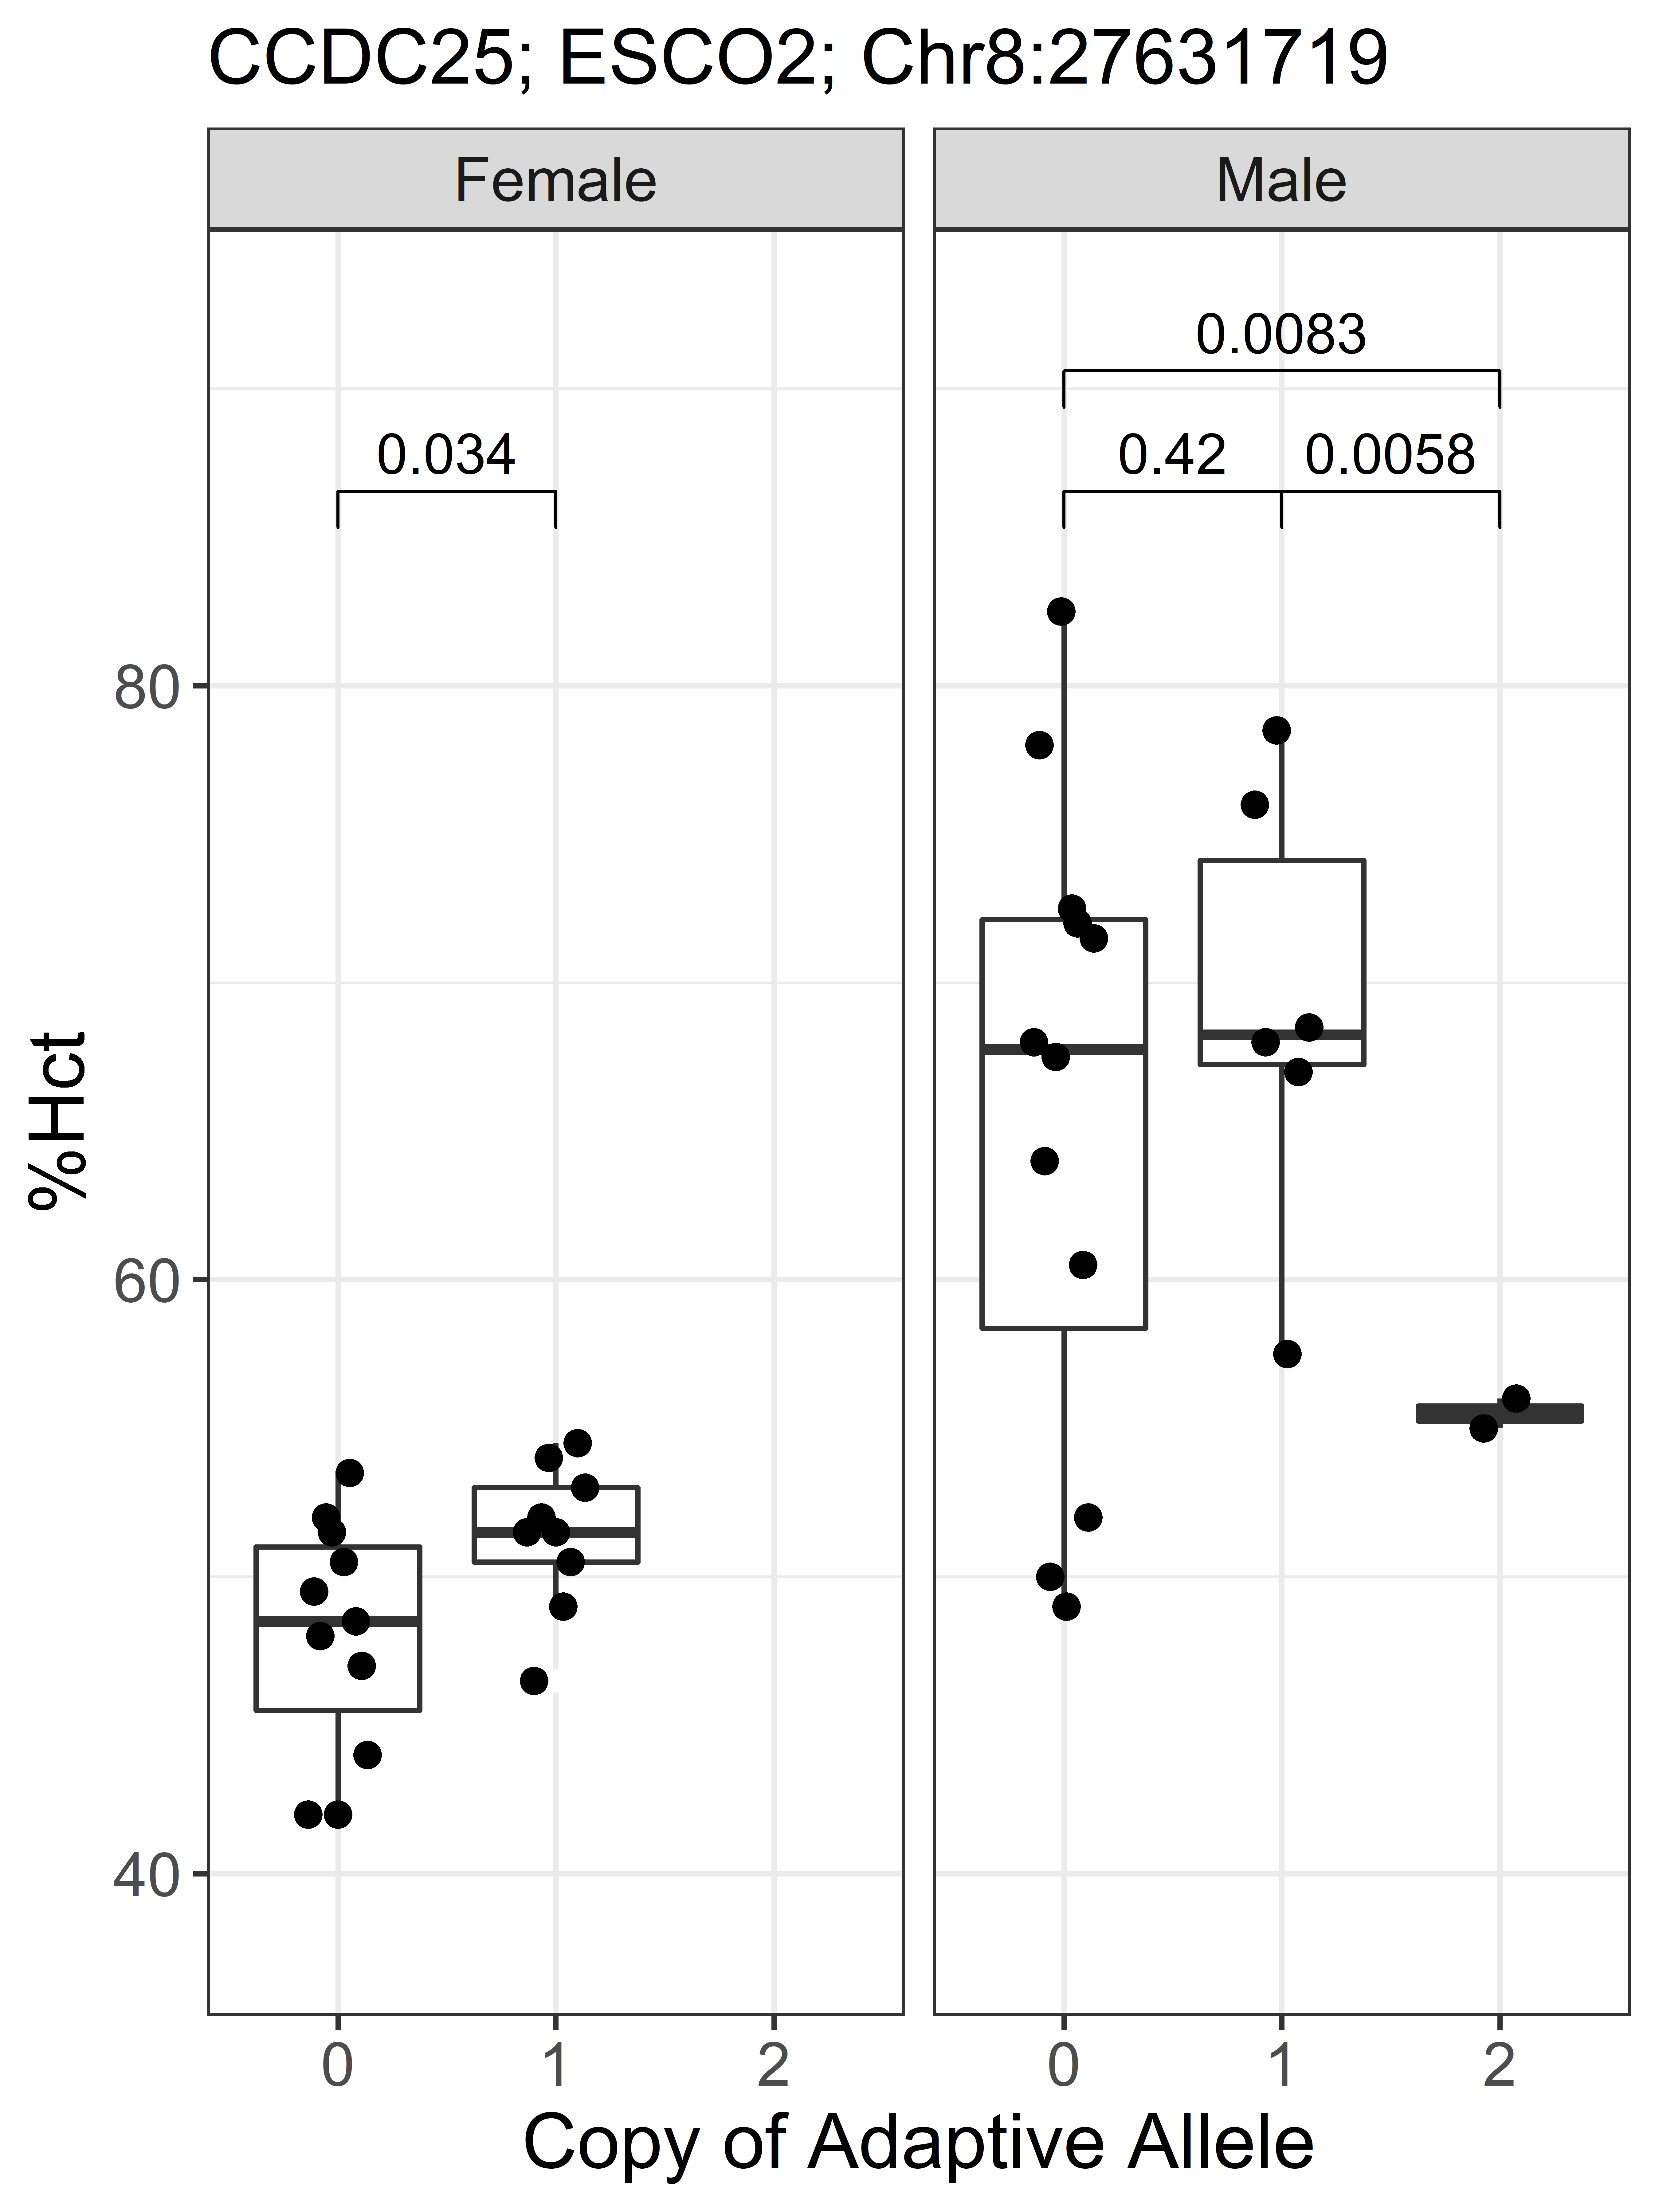 CCDC25; ESCO2; Chr8:27631719
Female
Male
0.0083
0.034
0.42
0.0058
%Hct
80
60
40
0 1 2
0 1 2
Copy of Adaptive Allele